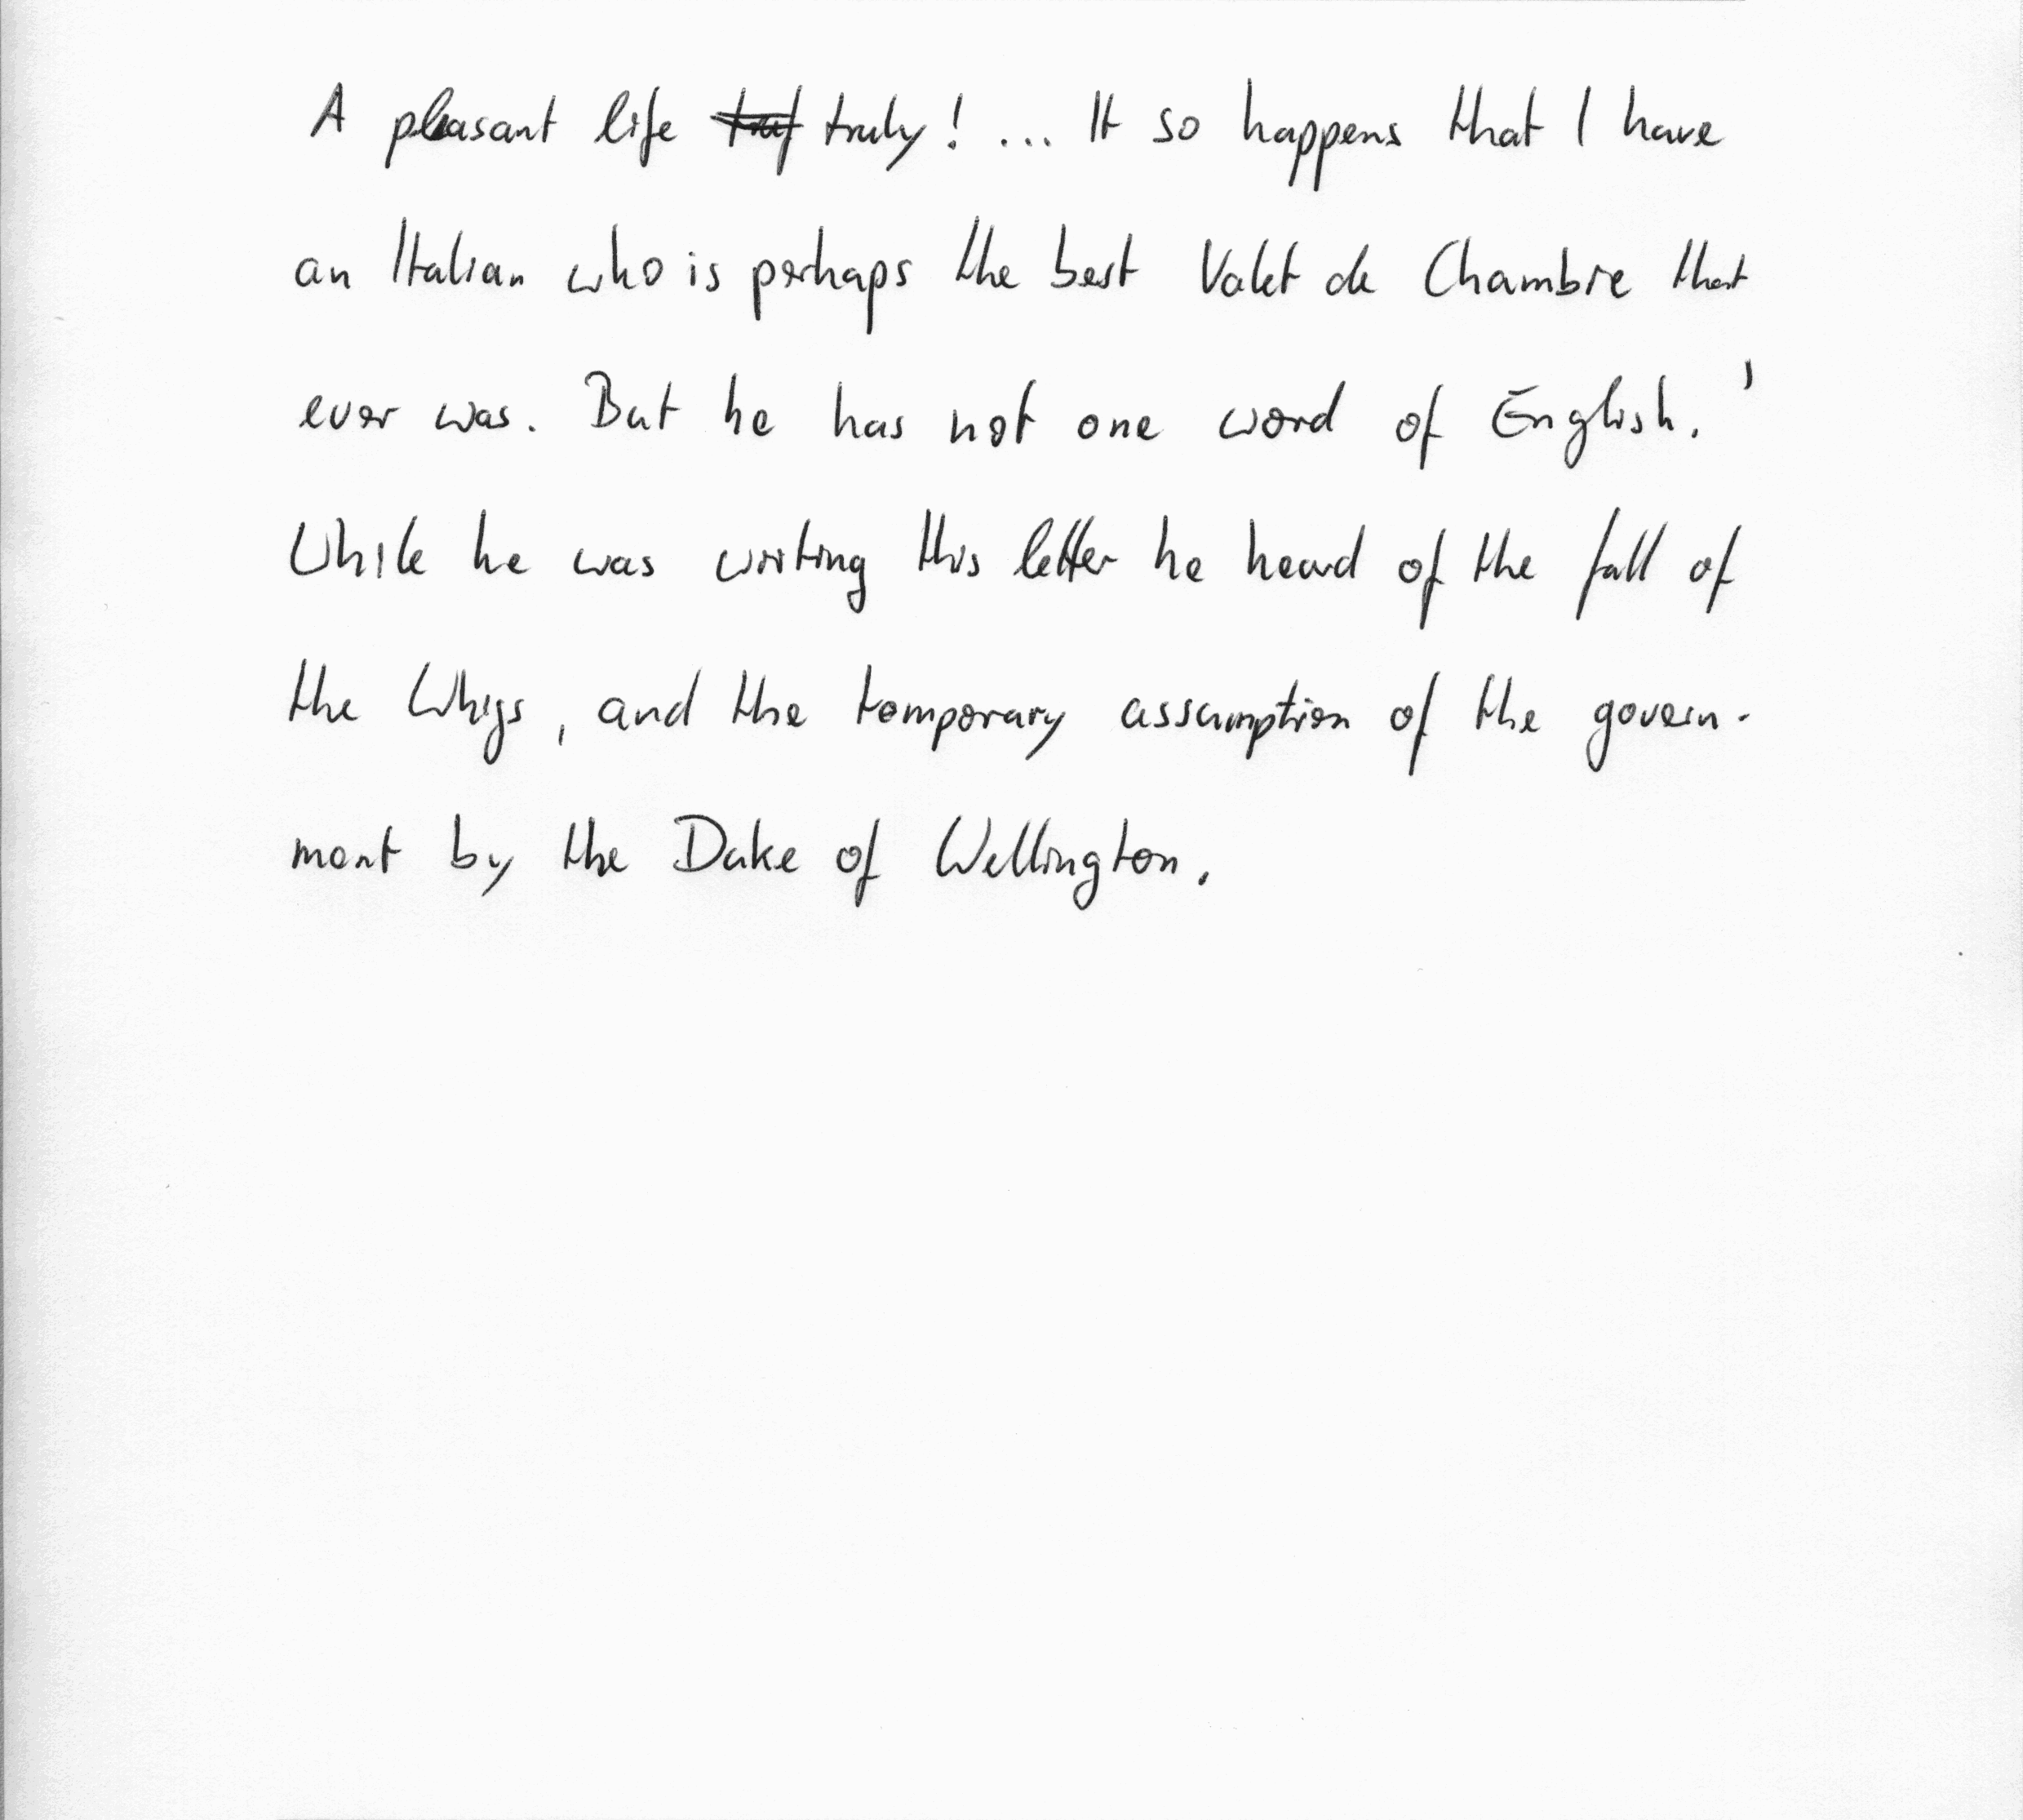 A pleasant life truly! ... It so happens that I have
an Italian who is perhaps the best Valet de Chambre that
ever was. But he has not one word of English.'
While he was writing this letter he heard of the fall of
the Whigs, and the temporary assumption of the govern-
ment by the Duke of Wellington.